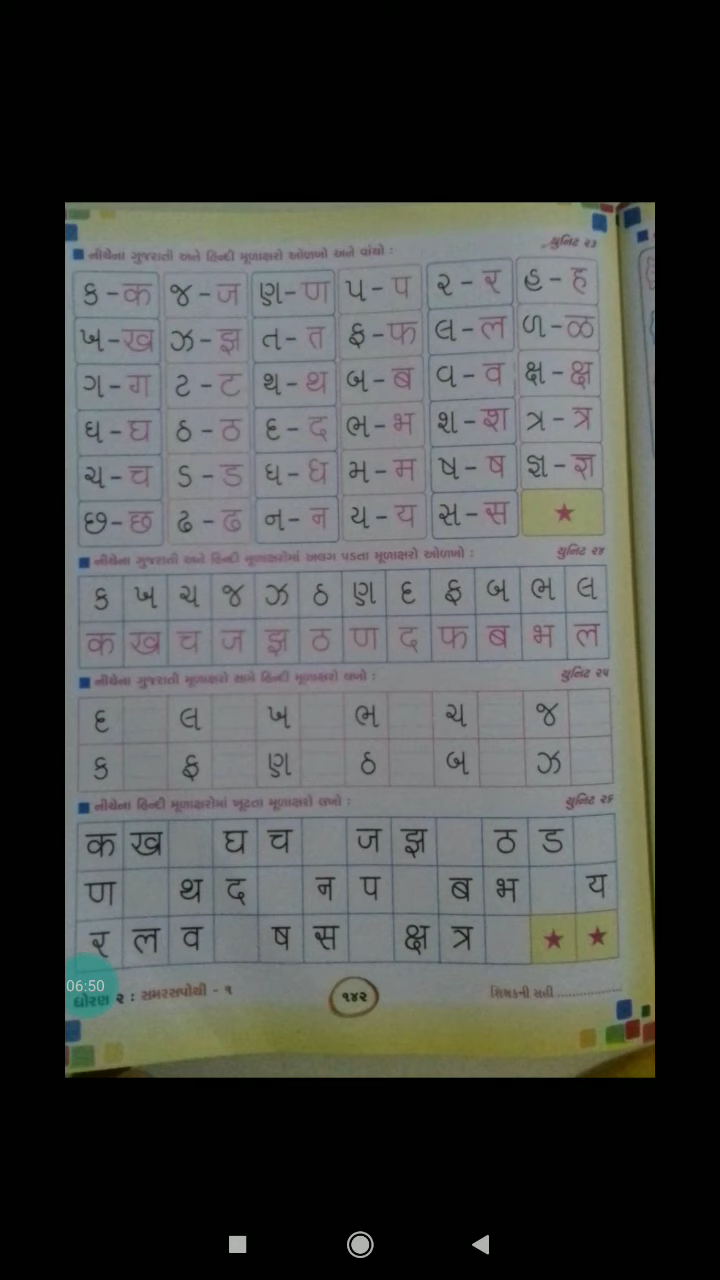 યુનિટ ૨૩
નીચેના ગુજરાતી અને હિન્દી મૂળાક્ષરો ઓળખો અને વાંચો :
ક - क જ - ज ણ - ण પ - प ર - र હ - ह
ખ - ख ઝ - झ ત - त ફ - फ લ - ल ળ - ळ
ગ - ग ટ - ट થ - थ બ - ब વ - व ક્ષ - क्ष
ઘ - घ ઠ - ठ દ - द ભ - भ શ - श ત્ર - त्र
ચ - च ડ - ड ધ - ध મ - म ષ - ष જ્ઞ - ज्ञ
છ - छ ઢ - ढ ન - न ય - य સ - स ★
નીચેના ગુજરાતી અને હિન્દી મૂળાક્ષરોમાં અલગ પડતા મૂળાક્ષરો ઓળખો : યુનિટ ૨૪
ક ખ ચ જ ઝ ઠ ણ દ ફ બ ભ લ
क ख च ज झ ठ ण द फ ब भ ल
નીચેના ગુજરાતી મૂળાક્ષરો સામે હિન્દી મૂળાક્ષરો લખો : યુનિટ ૨૫
દ લ ખ ભ ચ જ
ક ફ ણ ઠ બ ઝ
નીચેના હિન્દી મૂળાક્ષરોમાં ખૂટતા મૂળાક્ષરો લખો : યુનિટ ૨૬
क ख घ च ज झ ठ ड
ण थ द न प ब भ य
र ल व ष स क्ष त्र ★ ★
06:50
ધોરણ ૨ : સમરસપોથી - ૧ ૧૪૨ શિક્ષકની સહી ................